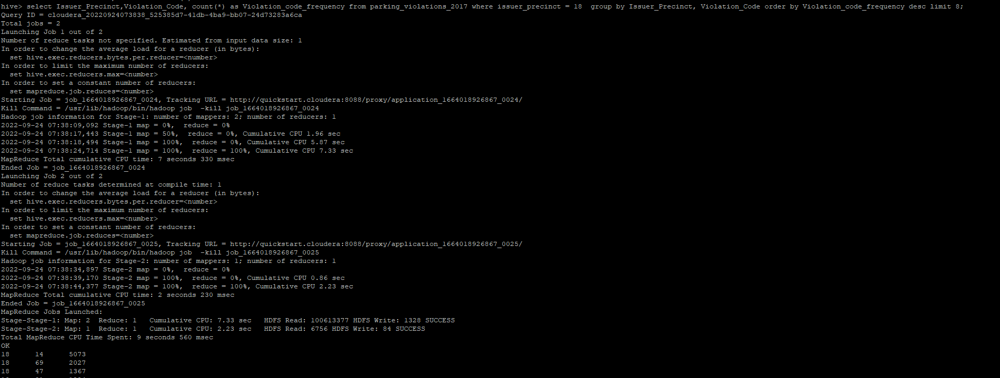 hive> select Issuer_Precinct,Violation_Code, count(*) as Violation_code_frequency from parking_violations_2017 where issuer_precinct = 18  group by Issuer_Precinct, Violation_Code order by Violation_code_frequency desc limit 8;
Query ID = cloudera_20220924073838_525385d7-41db-4ba9-bb07-24d73283a6ca
Total jobs = 2
Launching Job 1 out of 2
Number of reduce tasks not specified. Estimated from input data size: 1
In order to change the average load for a reducer (in bytes):
  set hive.exec.reducers.bytes.per.reducer=<number>
In order to limit the maximum number of reducers:
  set hive.exec.reducers.max=<number>
In order to set a constant number of reducers:
  set mapreduce.job.reduces=<number>
Starting Job = job_1664018926867_0024, Tracking URL = http://quickstart.cloudera:8088/proxy/application_1664018926867_0024/
Kill Command = /usr/lib/hadoop/bin/hadoop job  -kill job_1664018926867_0024
Hadoop job information for Stage-1: number of mappers: 2; number of reducers: 1
2022-09-24 07:38:09,092 Stage-1 map = 0%,  reduce = 0%
2022-09-24 07:38:17,443 Stage-1 map = 50%,  reduce = 0%, Cumulative CPU 1.96 sec
2022-09-24 07:38:18,494 Stage-1 map = 100%,  reduce = 0%, Cumulative CPU 5.87 sec
2022-09-24 07:38:24,714 Stage-1 map = 100%,  reduce = 100%, Cumulative CPU 7.33 sec
MapReduce Total cumulative CPU time: 7 seconds 330 msec
Ended Job = job_1664018926867_0024
Launching Job 2 out of 2
Number of reduce tasks determined at compile time: 1
In order to change the average load for a reducer (in bytes):
  set hive.exec.reducers.bytes.per.reducer=<number>
In order to limit the maximum number of reducers:
  set hive.exec.reducers.max=<number>
In order to set a constant number of reducers:
  set mapreduce.job.reduces=<number>
Starting Job = job_1664018926867_0025, Tracking URL = http://quickstart.cloudera:8088/proxy/application_1664018926867_0025/
Kill Command = /usr/lib/hadoop/bin/hadoop job  -kill job_1664018926867_0025
Hadoop job information for Stage-2: number of mappers: 1; number of reducers: 1
2022-09-24 07:38:34,897 Stage-2 map = 0%,  reduce = 0%
2022-09-24 07:38:39,170 Stage-2 map = 100%,  reduce = 0%, Cumulative CPU 0.86 sec
2022-09-24 07:38:44,377 Stage-2 map = 100%,  reduce = 100%, Cumulative CPU 2.23 sec
MapReduce Total cumulative CPU time: 2 seconds 230 msec
Ended Job = job_1664018926867_0025
MapReduce Jobs Launched:
Stage-Stage-1: Map: 2  Reduce: 1   Cumulative CPU: 7.33 sec   HDFS Read: 100613377 HDFS Write: 1328 SUCCESS
Stage-Stage-2: Map: 1  Reduce: 1   Cumulative CPU: 2.23 sec   HDFS Read: 6756 HDFS Write: 84 SUCCESS
Total MapReduce CPU Time Spent: 9 seconds 560 msec
OK
18      14      5073
18      69      2027
18      47      1367